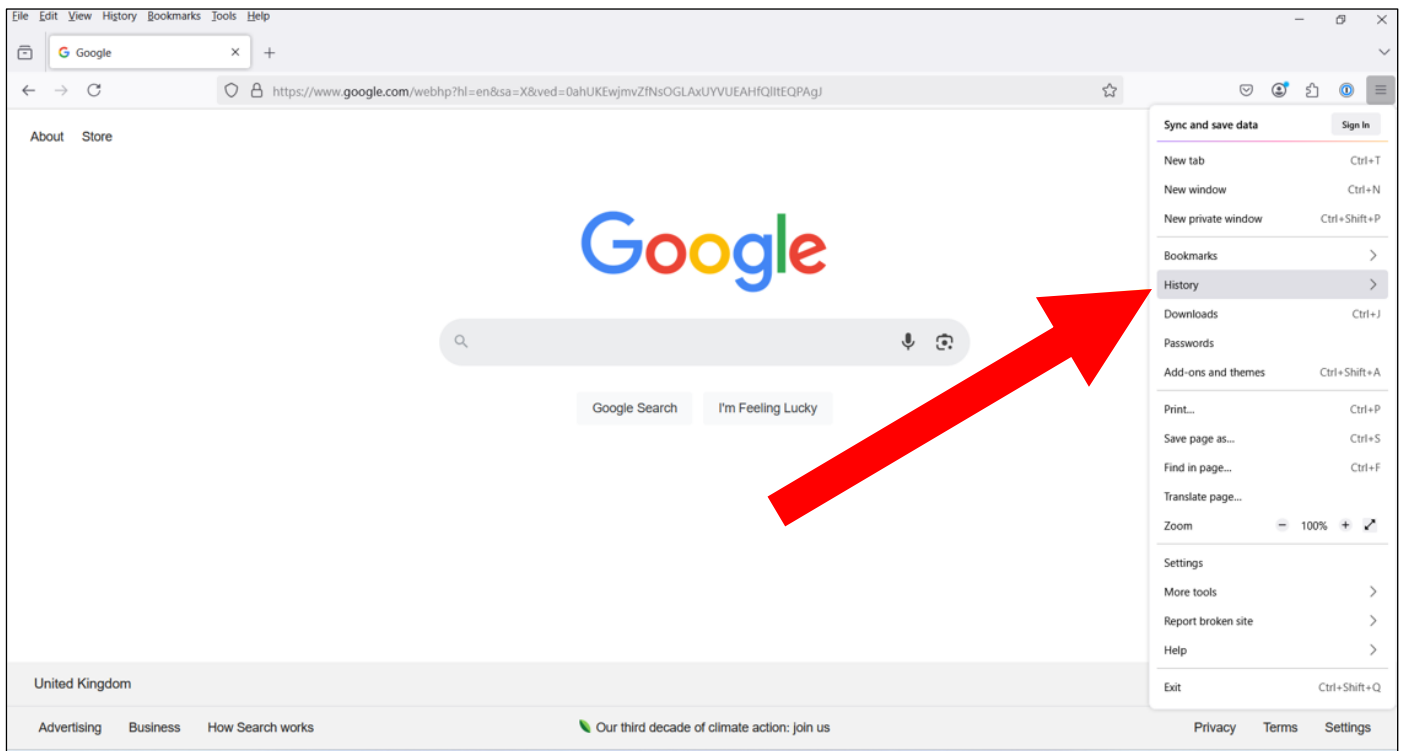 File Edit View History Bookmarks Tools Help
Google
https://www.google.com/webhp?hl=en&sa=X&ved=0ahUKEwjmvZfNsOGLAxUYVUEAHfQlItEQPAgJ
About Store
Google
Google Search I'm Feeling Lucky
Sync and save data Sign In
New tab Ctrl+T
New window Ctrl+N
New private window Ctrl+Shift+P
Bookmarks
History
Downloads Ctrl+J
Passwords
Add-ons and themes Ctrl+Shift+A
Print... Ctrl+P
Save page as... Ctrl+S
Find in page... Ctrl+F
Translate page...
Zoom − 100% +
Settings
More tools
Report broken site
Help
Exit Ctrl+Shift+Q
United Kingdom
Advertising Business How Search works Our third decade of climate action: join us Privacy Terms Settings